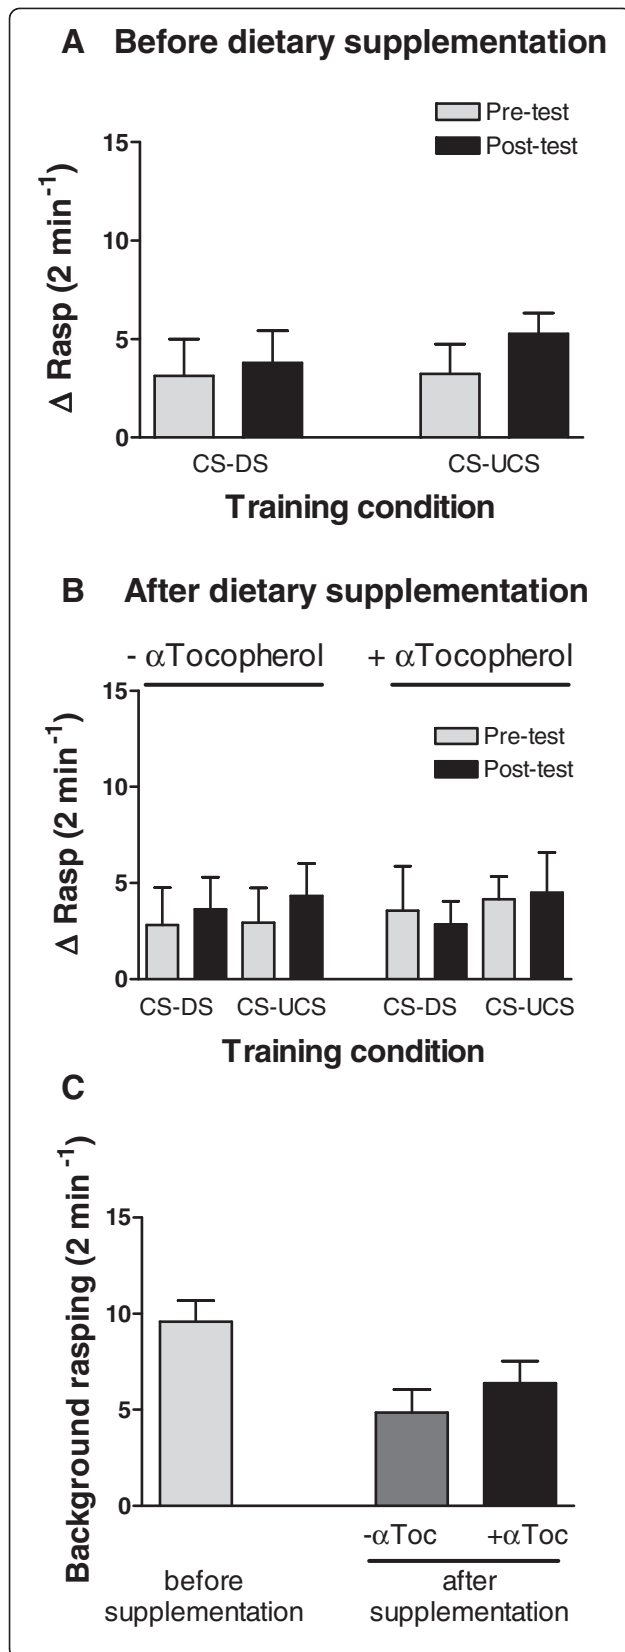 A Before dietary supplementation
Pre-test
Post-test
15
10
5
0
Δ Rasp (2 min⁻¹)
CS-DS CS-UCS
Training condition
B After dietary supplementation
- αTocopherol + αTocopherol
15
10
5
0
Pre-test
Post-test
Δ Rasp (2 min⁻¹)
CS-DS CS-UCS CS-DS CS-UCS
Training condition
C
15
10
5
0
Background rasping (2 min⁻¹)
-αToc +αToc
before after
supplementation supplementation